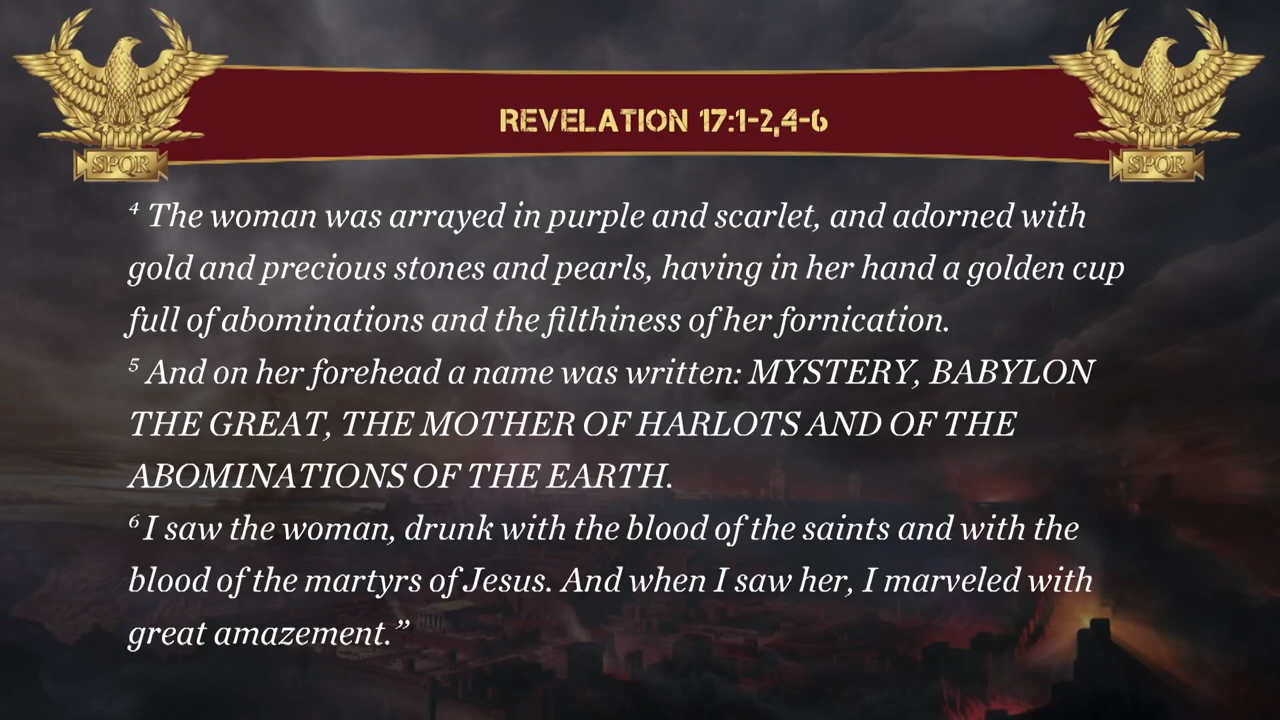 REVELATION 17:1-2,4-6
SPQR
SPQR
⁴ The woman was arrayed in purple and scarlet, and adorned with
gold and precious stones and pearls, having in her hand a golden cup
full of abominations and the filthiness of her fornication.
⁵ And on her forehead a name was written: MYSTERY, BABYLON
THE GREAT, THE MOTHER OF HARLOTS AND OF THE
ABOMINATIONS OF THE EARTH.
⁶ I saw the woman, drunk with the blood of the saints and with the
blood of the martyrs of Jesus. And when I saw her, I marveled with
great amazement.”